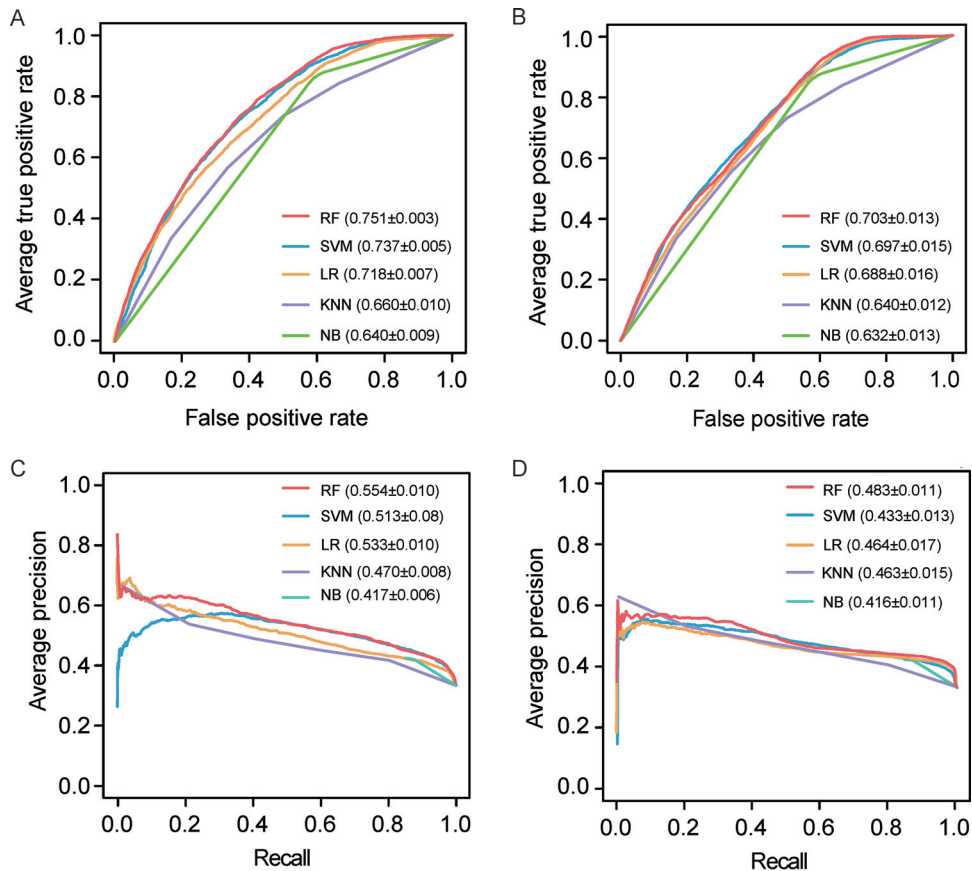 A
1.0
0.8
0.6
0.4
0.2
0.0
Average true positive rate
RF (0.751±0.003)
SVM (0.737±0.005)
LR (0.718±0.007)
KNN (0.660±0.010)
NB (0.640±0.009)
0.0 0.2 0.4 0.6 0.8 1.0
False positive rate
B
1.0
0.8
0.6
0.4
0.2
0.0
Average true positive rate
RF (0.703±0.013)
SVM (0.697±0.015)
LR (0.688±0.016)
KNN (0.640±0.012)
NB (0.632±0.013)
0.0 0.2 0.4 0.6 0.8 1.0
False positive rate
C
1.0
0.8
0.6
0.4
0.2
0.0
Average precision
RF (0.554±0.010)
SVM (0.513±0.08)
LR (0.533±0.010)
KNN (0.470±0.008)
NB (0.417±0.006)
0.0 0.2 0.4 0.6 0.8 1.0
Recall
D
1.0
0.8
0.6
0.4
0.2
0.0
Average precision
RF (0.483±0.011)
SVM (0.433±0.013)
LR (0.464±0.017)
KNN (0.463±0.015)
NB (0.416±0.011)
0.0 0.2 0.4 0.6 0.8 1.0
Recall